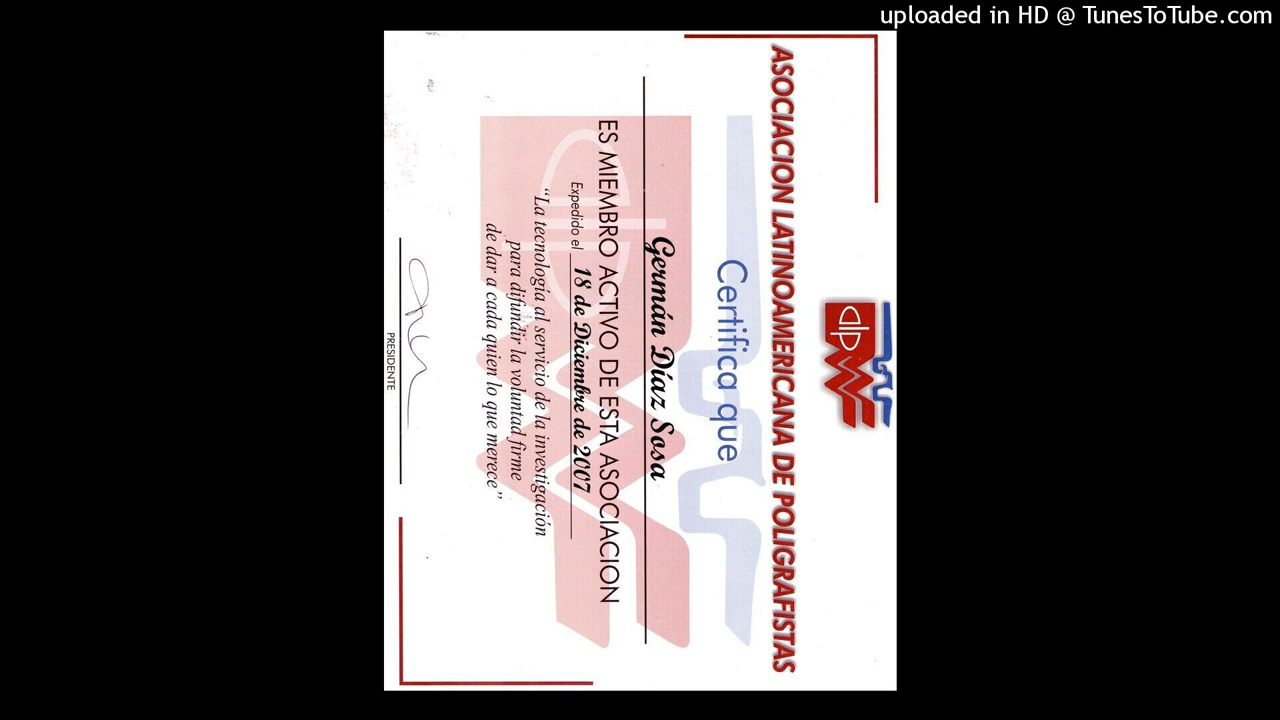 uploaded in HD @ TunesToTube.com
alp
ASOCIACION LATINOAMERICANA DE POLIGRAFISTAS
Certifica que
Germán Díaz Sosa
ES MIEMBRO ACTIVO DE ESTA ASOCIACION
Expedido el 18 de Diciembre de 2007
“La tecnología al servicio de la investigación
para difundir la voluntad firme
de dar a cada quien lo que merece”
PRESIDENTE